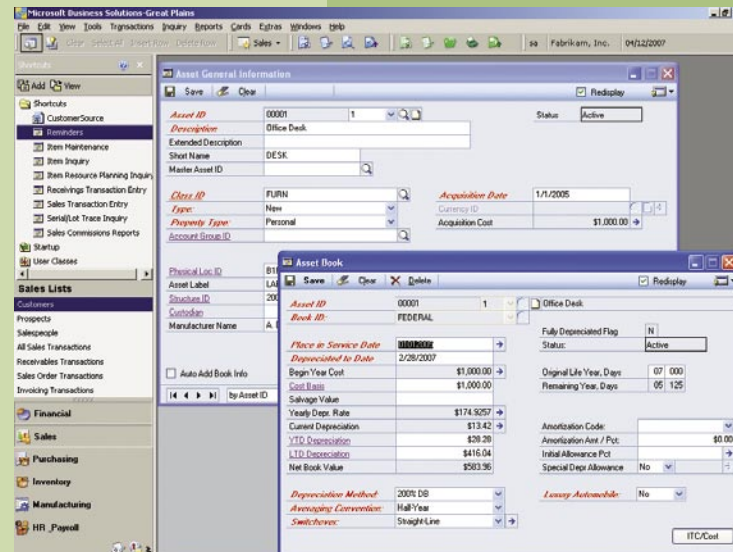 Microsoft Business Solutions-Great Plains
File Edit View Tools Transactions Inquiry Reports Cards Extras Windows Help
Clear Select All Insert Row Delete Row Sales sa Fabrikam, Inc. 04/12/2007
Shortcuts
Add View
Shortcuts
CustomerSource
Reminders
Item Maintenance
Item Inquiry
Item Resource Planning Inquiry
Receivings Transaction Entry
Sales Transaction Entry
Serial/Lot Trace Inquiry
Sales Commissions Reports
Startup
User Classes
Sales Lists
Customers
Prospects
Salespeople
All Sales Transactions
Receivables Transactions
Sales Order Transactions
Invoicing Transactions
Financial
Sales
Purchasing
Inventory
Manufacturing
HR_Payroll
Asset General Information
Save Clear Redisplay
Asset ID 00001 1 Status Active
Description Office Desk
Extended Description
Short Name DESK
Master Asset ID
Class ID FURN Acquisition Date 1/1/2005
Type: New Currency ID
Property Type: Personal Acquisition Cost $1,000.00
Account Group ID
Physical Loc ID
Asset Label
Structure ID
Custodian
Manufacturer Name
Auto Add Book Info
by Asset ID
Asset Book
Save Clear Delete Redisplay
Asset ID 00001 1 Office Desk
Book ID: FEDERAL
Fully Depreciated Flag N
Place in Service Date 01/01/2005 Status: Active
Depreciated to Date 2/28/2007
Begin Year Cost $1,000.00 Original Life Year, Days 07 000
Cost Basis $1,000.00 Remaining Year, Days 05 125
Salvage Value
Yearly Depr. Rate $174.9257
Current Depreciation $13.42 Amortization Code:
YTD Depreciation $28.28 Amortization Amt / Pct: $0.00
LTD Depreciation $416.04 Initial Allowance Pct
Net Book Value $583.96 Special Depr Allowance No
Depreciation Method: 200% DB Luxury Automobile: No
Averaging Convention: Half-Year
Switchover: Straight-Line
ITC/Cost